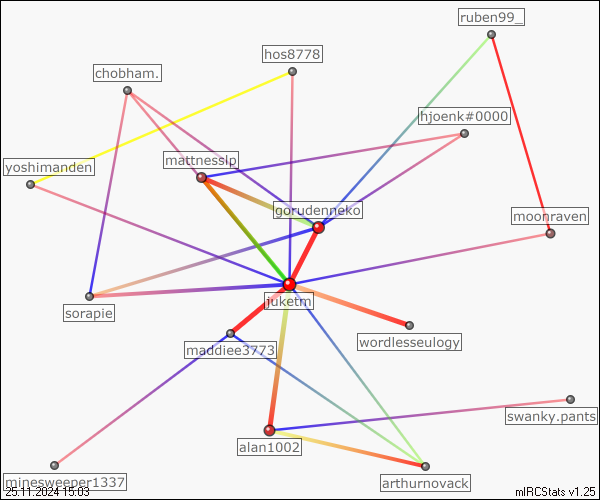 ruben99_
hos8778
chobham.
hjoenk#0000
mattnesslp
yoshimanden
gorudenneko
moonraven
juketm
sorapie
wordlesseulogy
maddiee3773
swanky.pants
alan1002
minesweeper1337
arthurnovack
25.11.2024 15:03
mIRCStats v1.25